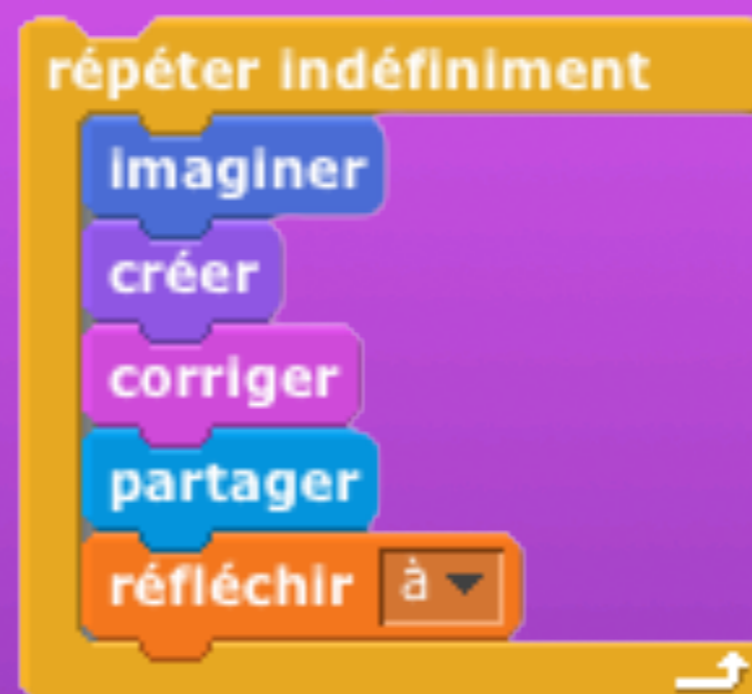 répéter indéfiniment
imaginer
créer
corriger
partager
réfléchir à